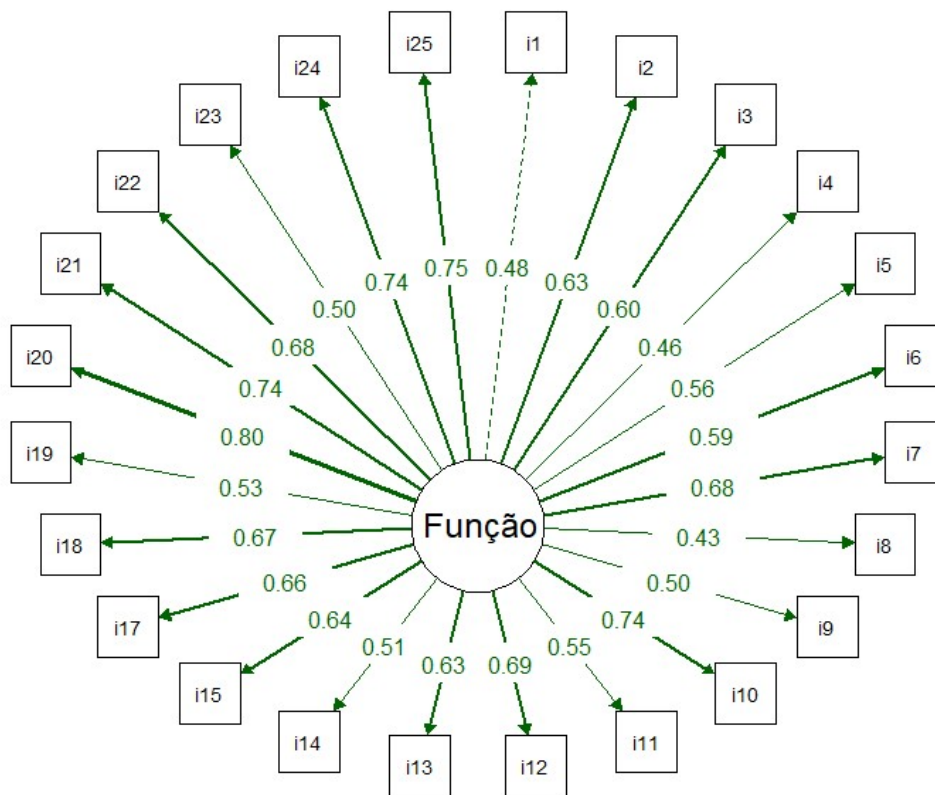 i25
i1
i24
i2
i23
i3
i22
i4
i21
i5
0.75
0.48
0.74
0.63
0.50
0.60
0.68
0.46
i20
i6
0.74
0.56
0.80
0.59
i19
i7
0.53
0.68
Função
i18
0.67
0.43
i8
0.66
0.50
0.64
0.74
i17
i9
0.51
0.55
0.63
0.69
i15
i10
i14
i11
i13
i12